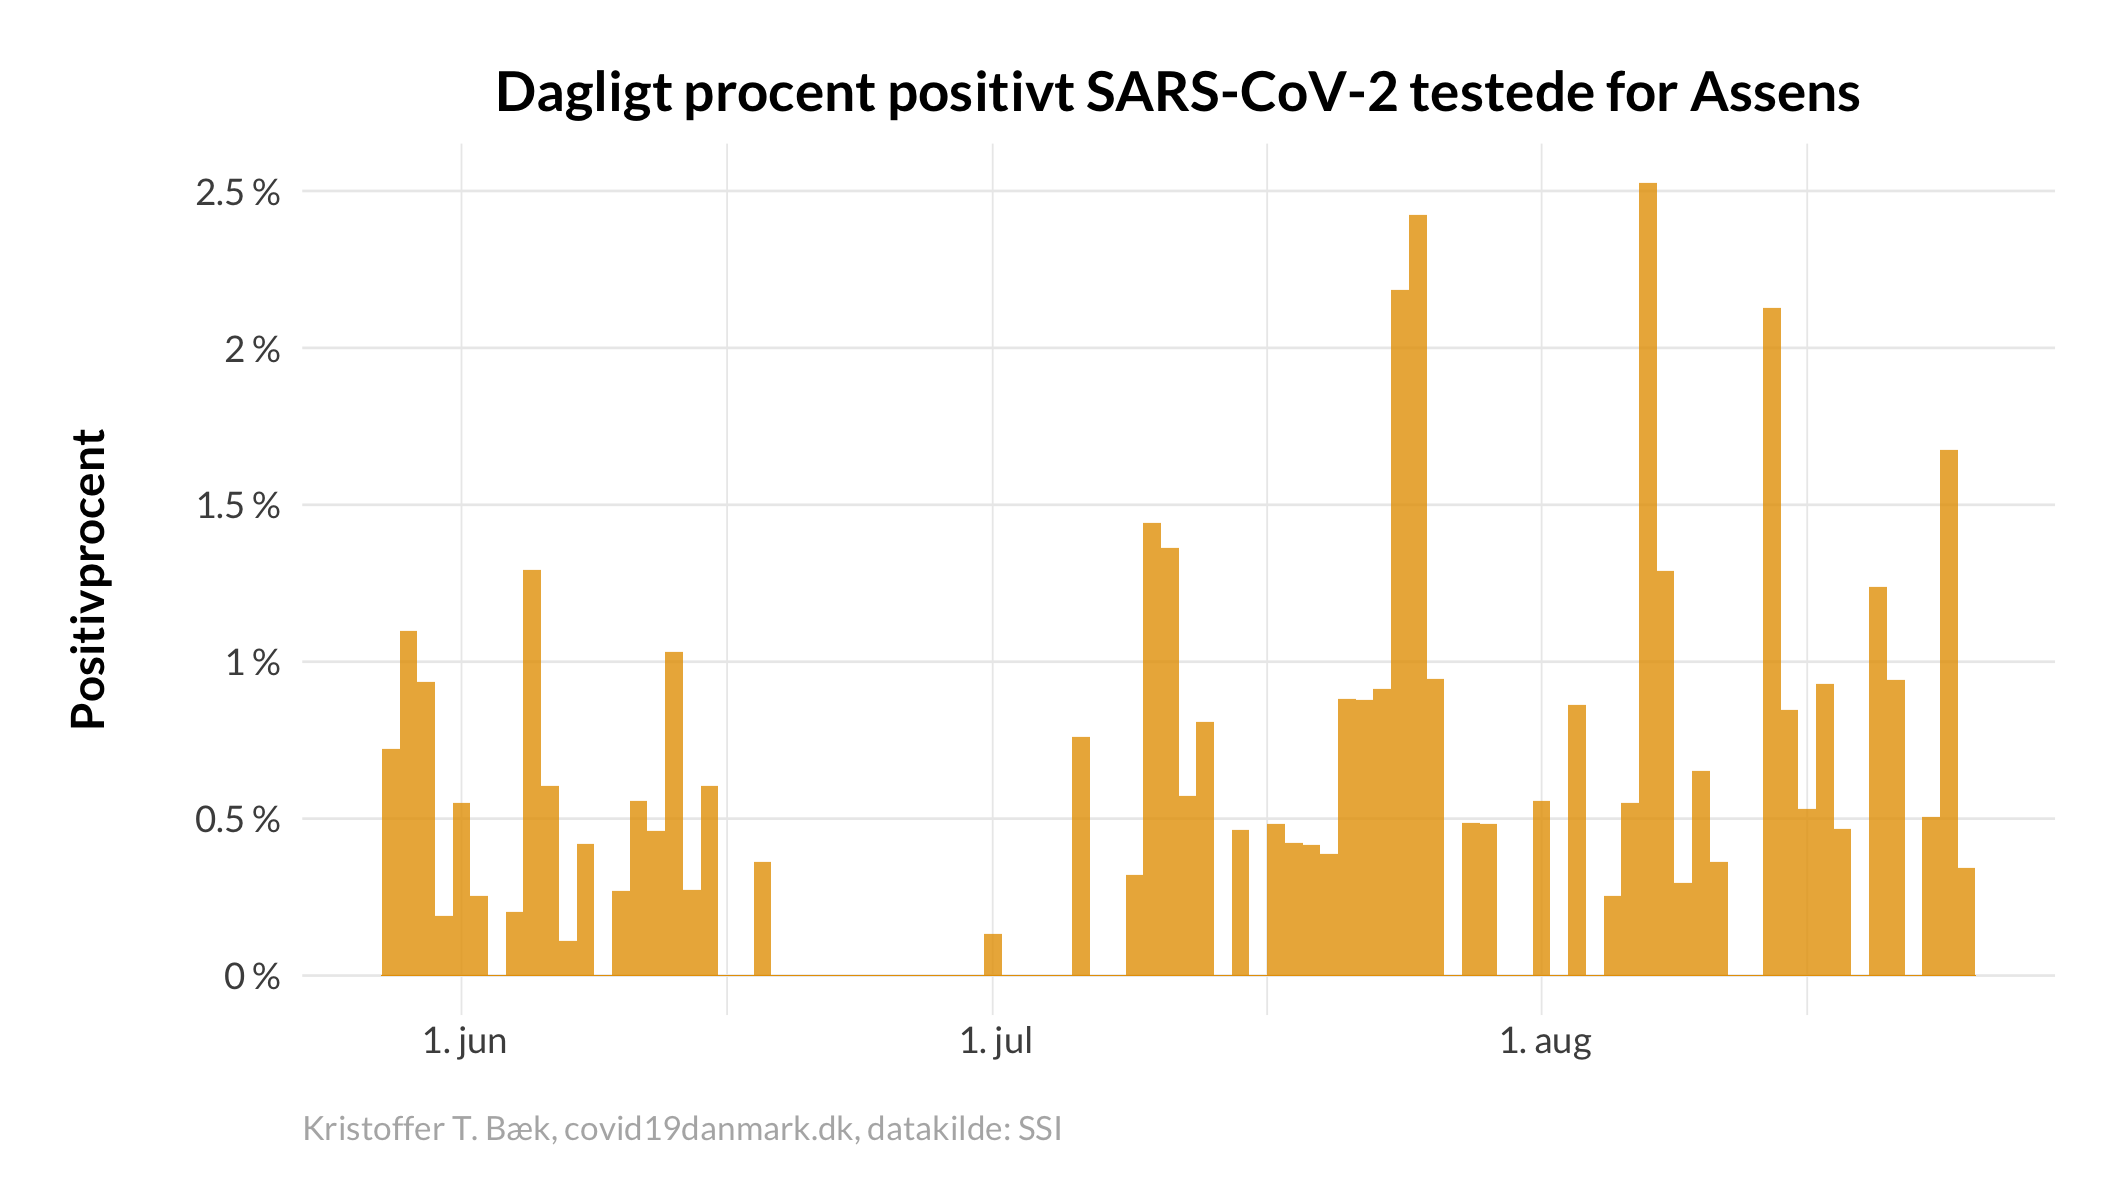 Dagligt procent positivt SARS-CoV-2 testede for Assens
Positivprocent
2.5 %
2 %
1.5 %
1 %
0.5 %
0 %
1. jun
1. jul
1. aug
Kristoffer T. Bæk, covid19danmark.dk, datakilde: SSI